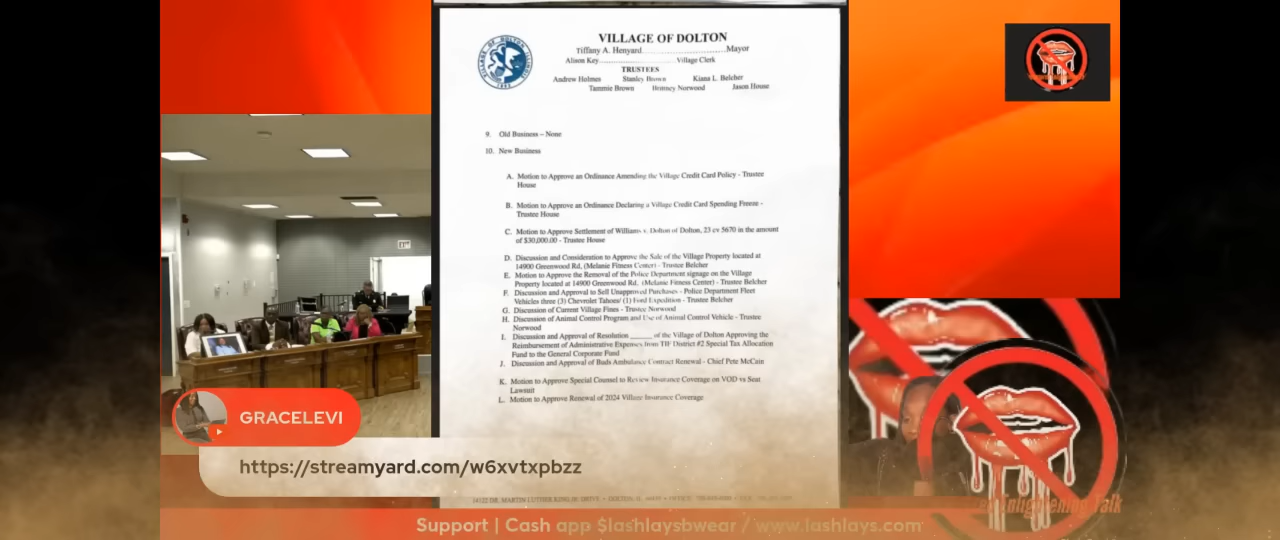 VILLAGE OF DOLTON
Tiffany A. Henyard..........................Mayor
Alison Key..........................Village Clerk
TRUSTEES
Andrew Holmes Stanley Brown Kiana L. Belcher
Tammie Brown Brittney Norwood Jason House
9. Old Business – None
10. New Business
A. Motion to Approve an Ordinance Amending the Village Credit Card Policy - Trustee
House
B. Motion to Approve an Ordinance Declaring a Village Credit Card Spending Freeze -
Trustee House
C. Motion to Approve Settlement of Williams v. Dolton of Dolton, 23 cv 5670 in the amount
of $30,000.00 - Trustee House
D. Discussion and Consideration to Approve the Sale of the Village Property located at
14900 Greenwood Rd, (Melanie Fitness Center) - Trustee Belcher
E. Motion to Approve the Removal of the Police Department signage on the Village
Property located at 14900 Greenwood Rd. (Melanie Fitness Center) - Trustee Belcher
F. Discussion and Approval to Sell Unapproved Purchases - Police Department Fleet
Vehicles three (3) Chevrolet Tahoes/ (1) Ford Expedition - Trustee Belcher
G. Discussion of Current Village Fines - Trustee Norwood
H. Discussion of Animal Control Program and Use of Animal Control Vehicle - Trustee
Norwood
I. Discussion and Approval of Resolution ______ of the Village of Dolton Approving the
Reimbursement of Administrative Expenses from TIF District #2 Special Tax Allocation
Fund to the General Corporate Fund
J. Discussion and Approval of Buds Ambulance Contract Renewal - Chief Pete McCain
K. Motion to Approve Special Counsel to Review Insurance Coverage on VOD vs Seat
Lawsuit
L. Motion to Approve Renewal of 2024 Village Insurance Coverage
GRACELEVI
https://streamyard.com/w6xvtxpbzz
14122 DR. MARTIN LUTHER KING JR. DRIVE • DOLTON, IL
Enlightening Talk
Support | Cash app $lashlaysbwear / www.lashlays.com